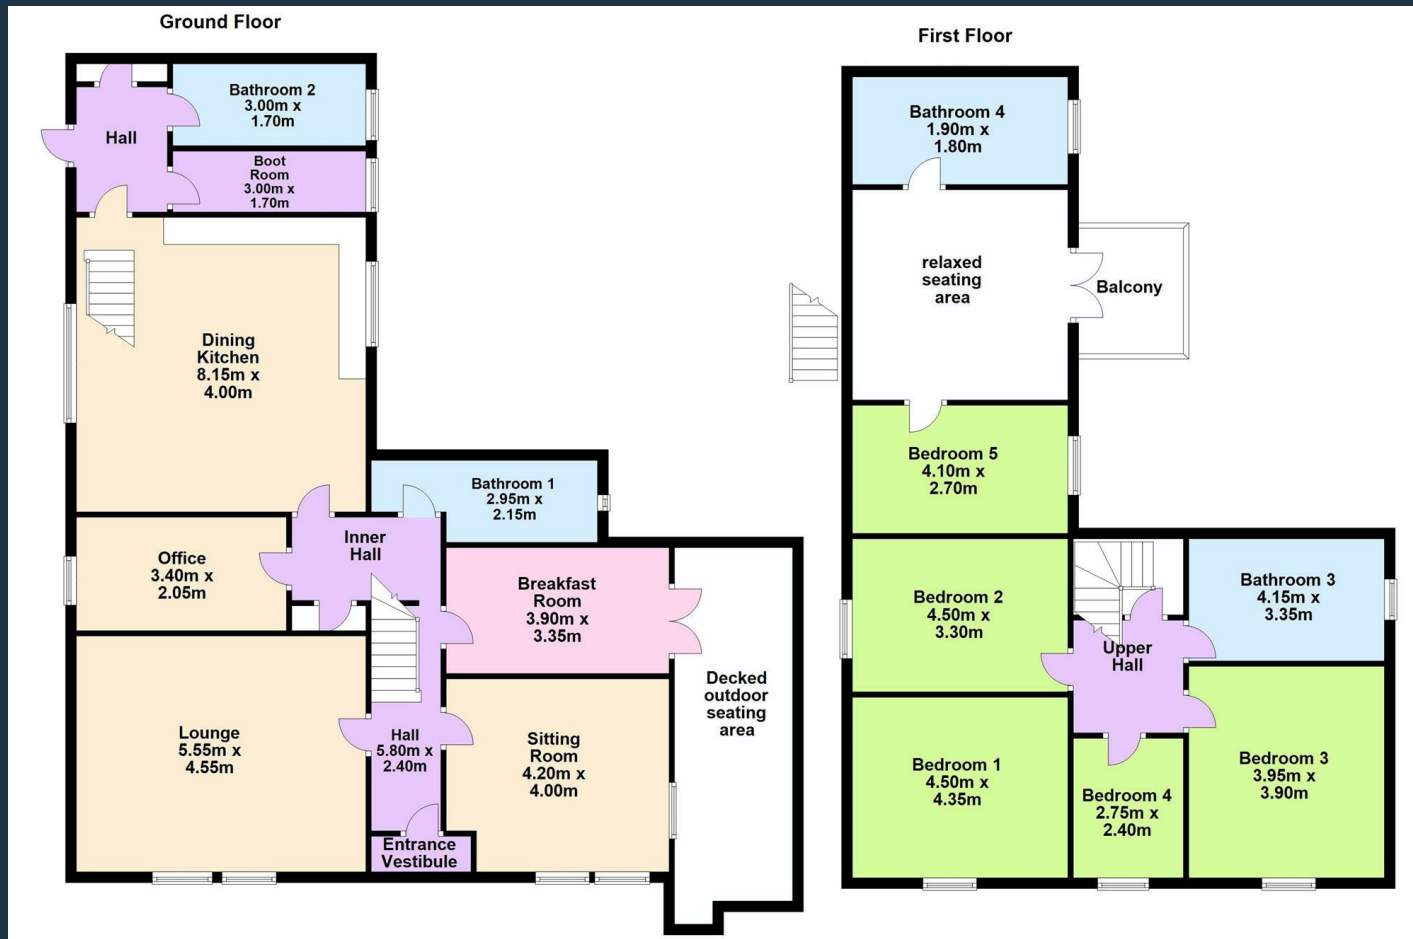 Ground Floor
Bathroom 2
3.00m x
1.70m
Hall
Boot
Room
3.00m x
1.70m
Dining
Kitchen
8.15m x
4.00m
Bathroom 1
2.95m x
2.15m
Inner
Hall
Office
3.40m x
2.05m
Breakfast
Room
3.90m x
3.35m
Lounge
5.55m x
4.55m
Hall
5.80m x
2.40m
Sitting
Room
4.20m x
4.00m
Decked
outdoor
seating
area
Entrance
Vestibule
First Floor
Bathroom 4
1.90m x
1.80m
relaxed
seating
area
Balcony
Bedroom 5
4.10m x
2.70m
Bedroom 2
4.50m x
3.30m
Bathroom 3
4.15m x
3.35m
Upper
Hall
Bedroom 1
4.50m x
4.35m
Bedroom 4
2.75m x
2.40m
Bedroom 3
3.95m x
3.90m